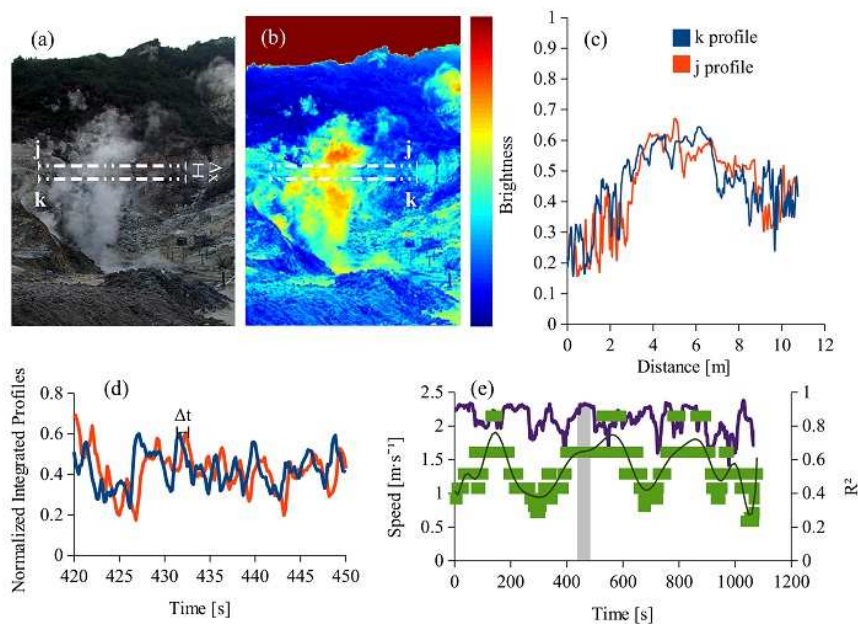 (a)
j
k
Δx
(b)
j
k
(c)
k profile
j profile
Brightness
1
0.9
0.8
0.7
0.6
0.5
0.4
0.3
0.2
0.1
0
0 2 4 6 8 10 12
Distance [m]
(d)
Δt
Normalized Integrated Profiles
0.8
0.6
0.4
0.2
0
420 425 430 435 440 445 450
Time [s]
(e)
Speed [m·s⁻¹]
2.5
2
1.5
1
0.5
0
1
0.8
0.6
0.4
0.2
0
R²
0 200 400 600 800 1000 1200
Time [s]